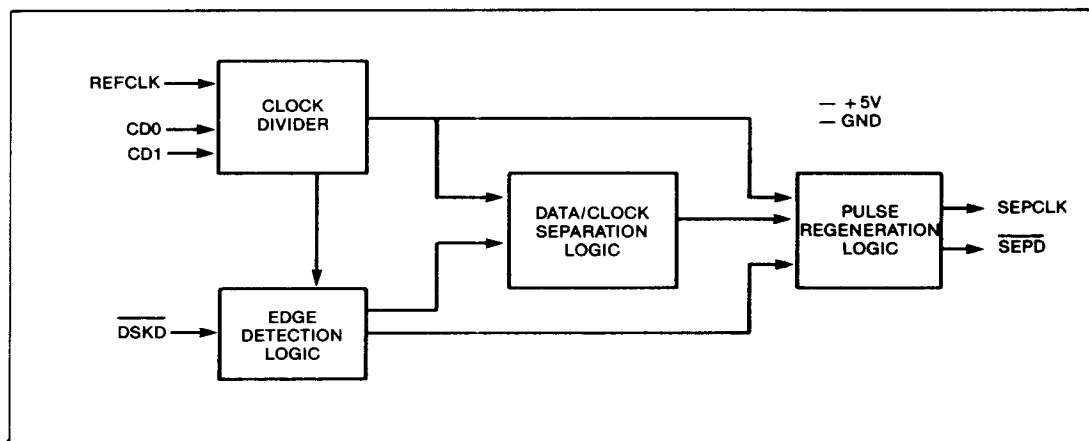 REFCLK
CD0
CD1
CLOCK
DIVIDER
— +5V
— GND
DATA/CLOCK
SEPARATION
LOGIC
PULSE
REGENERATION
LOGIC
SEPCLK
SEPD
DSKD
EDGE
DETECTION
LOGIC